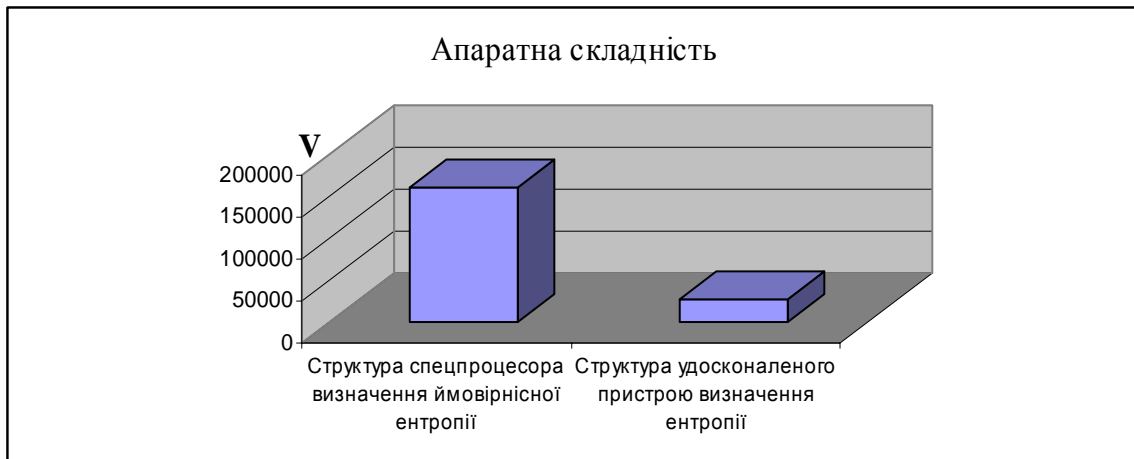 Апаратна складність
V
200000
150000
100000
50000
0
Структура спецпроцесора
визначення ймовірнісної
ентропії
Структура удосконаленого
пристрою визначення
ентропії